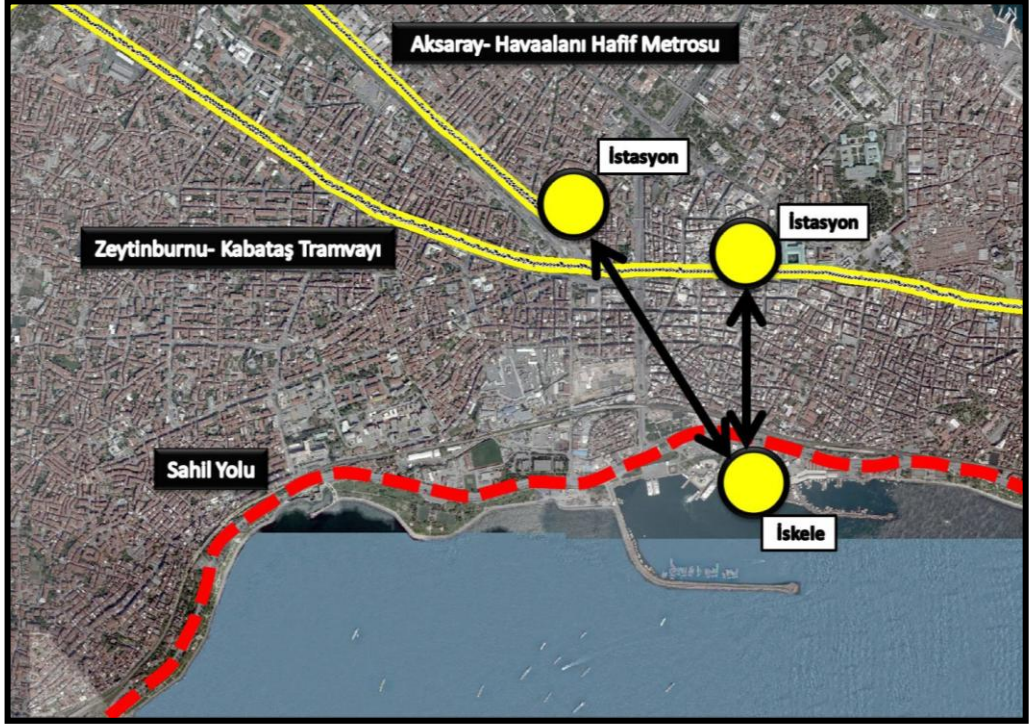 Aksaray- Havaalanı Hafif Metrosu
İstasyon
İstasyon
Zeytinburnu- Kabataş Tramvayı
Sahil Yolu
İskele